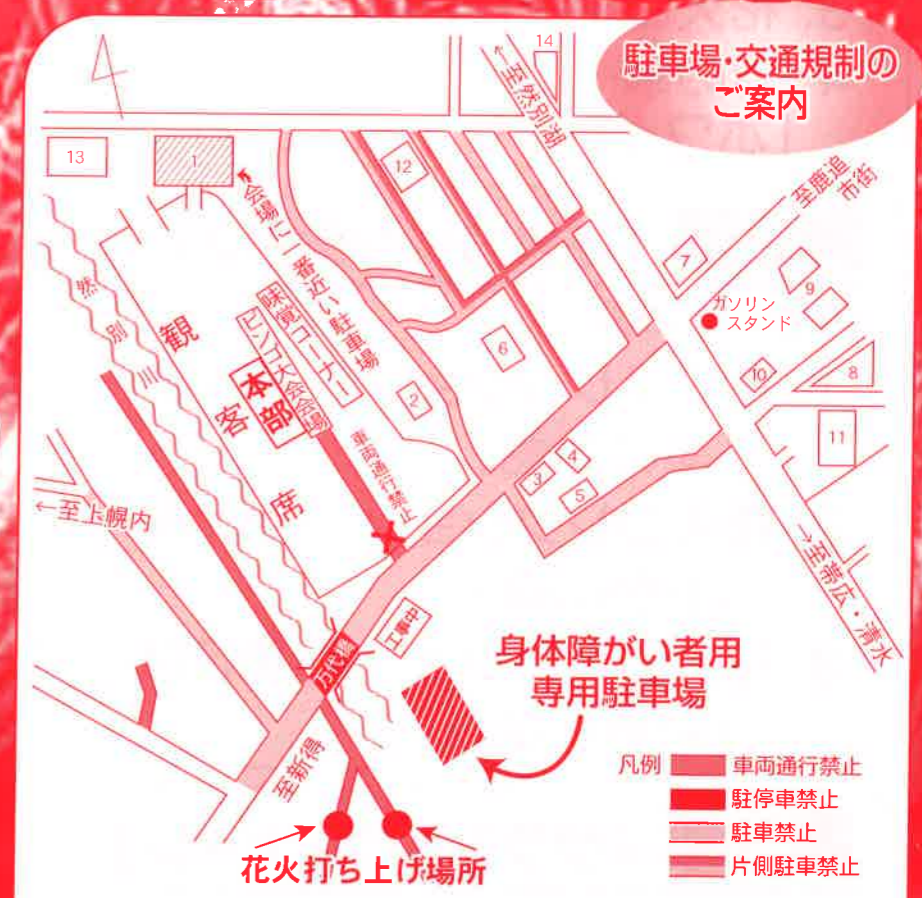 駐車場・交通規制の
ご案内
14
←至然別湖
13
1
12
会場に一番近い駐車場
至鹿追
市街
7
ガソリン
スタンド
9
然別川
観客席
味覚コーナー
ビンゴ大会会場
本部
6
2
10
8
11
車両通行禁止
3
4
5
←至上幌内
→至帯広・清水
工事中
万代橋
身体障がい者用
専用駐車場
至新得
凡例
車両通行禁止
駐停車禁止
駐車禁止
片側駐車禁止
花火打ち上げ場所